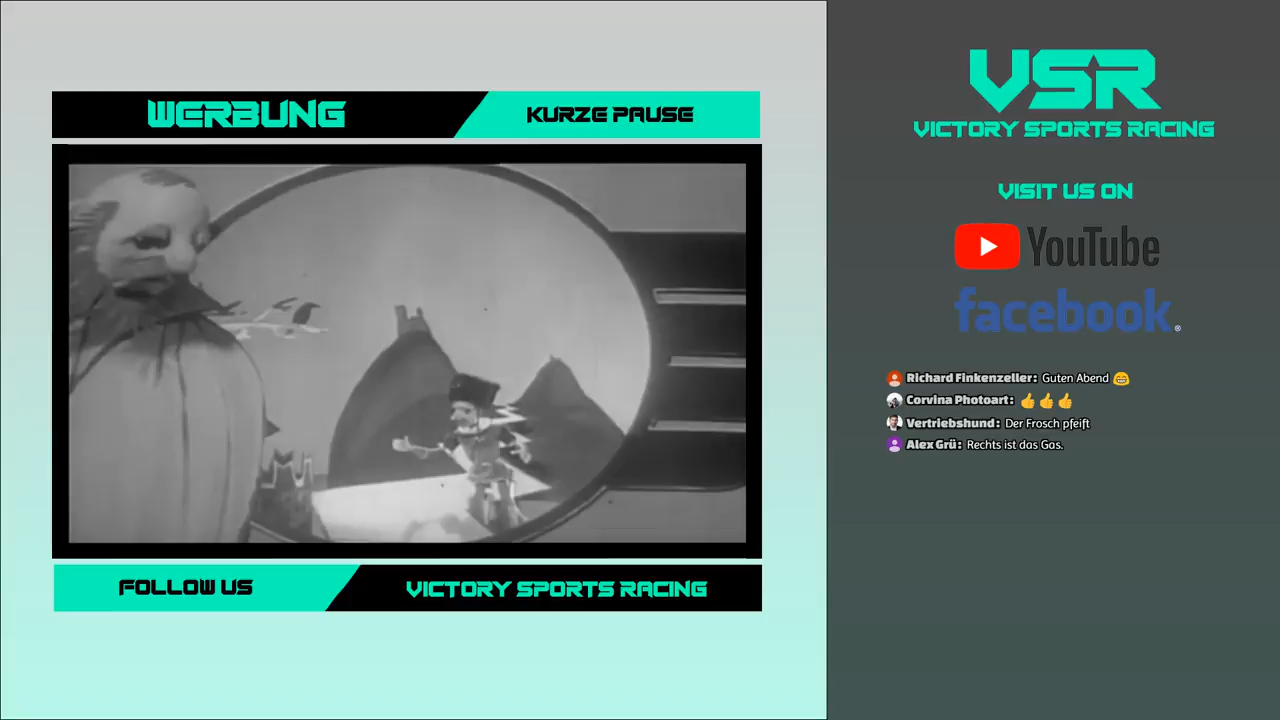 WERBUNG
KURZE PAUSE
FOLLOW US
VICTORY SPORTS RACING
VSR
VICTORY SPORTS RACING
VISIT US ON
YouTube
facebook®
Richard Finkenzeller: Guten Abend 😁
Corvina Photoart: 👍👍👍
Vertriebshund: Der Frosch pfeift
Alex Grü: Rechts ist das Gas.